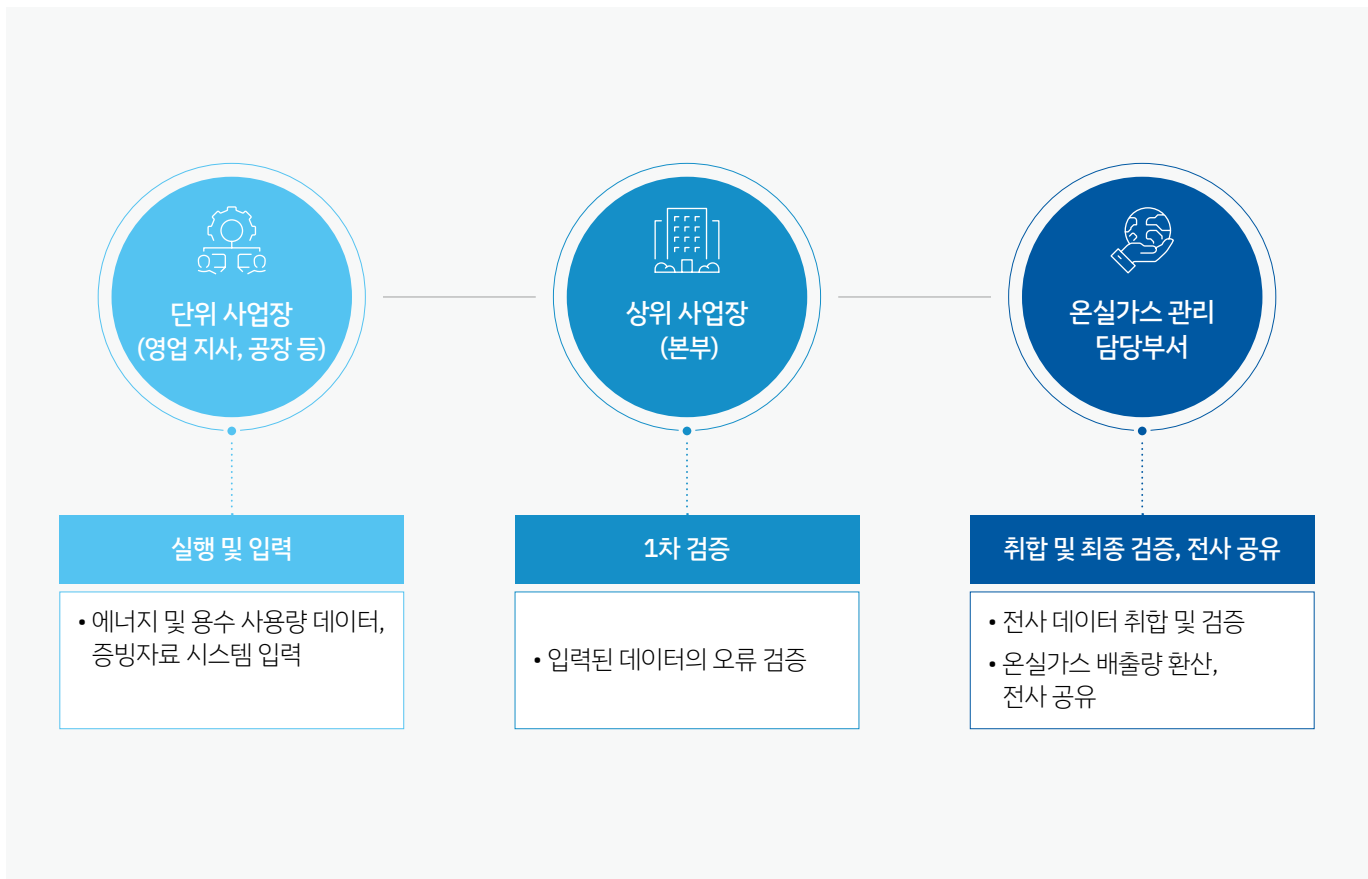 단위 사업장
(영업 지사, 공장 등)
실행 및 입력
• 에너지 및 용수 사용량 데이터,
증빙자료 시스템 입력
상위 사업장
(본부)
1차 검증
• 입력된 데이터의 오류 검증
온실가스 관리
담당부서
취합 및 최종 검증, 전사 공유
• 전사 데이터 취합 및 검증
• 온실가스 배출량 환산,
전사 공유